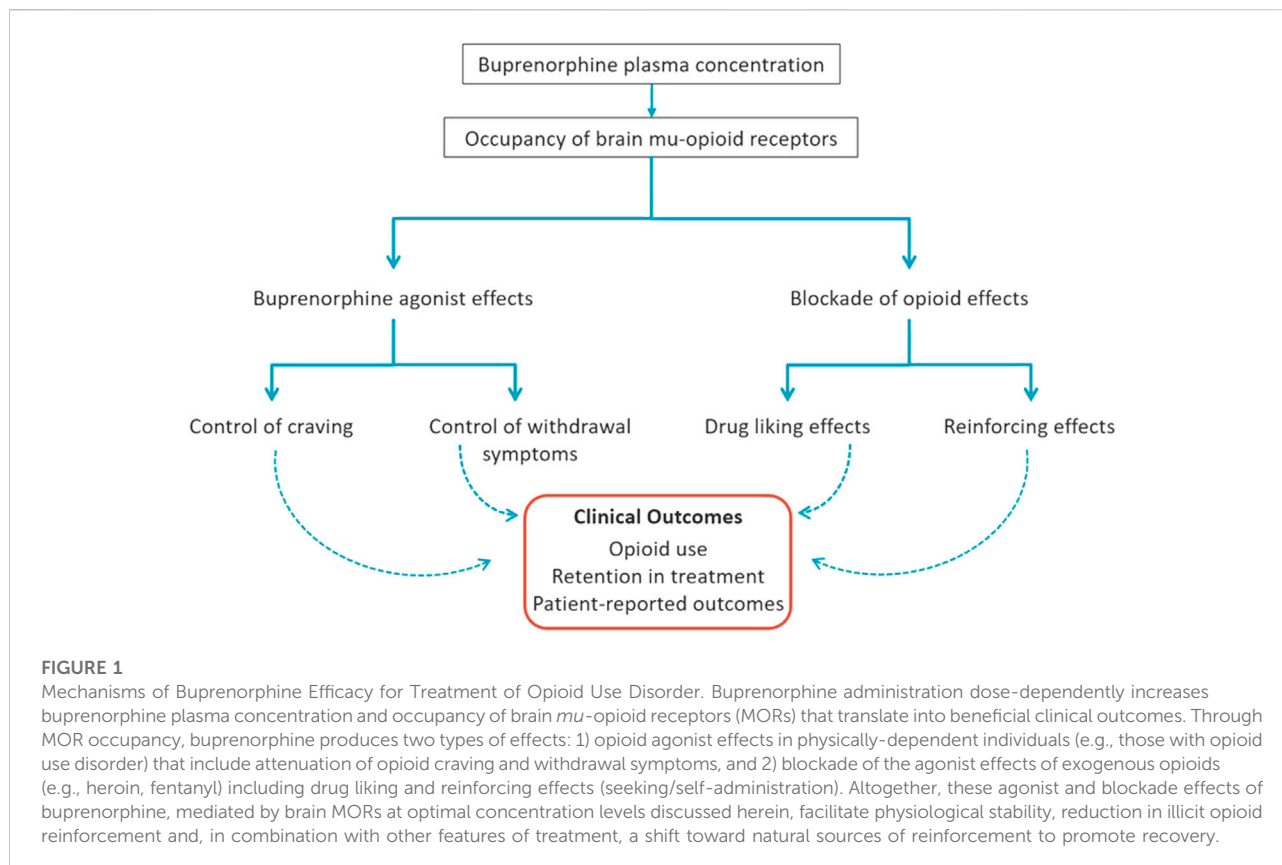 Buprenorphine plasma concentration
Occupancy of brain mu-opioid receptors
Buprenorphine agonist effects
Blockade of opioid effects
Control of craving
Control of withdrawal
symptoms
Drug liking effects
Reinforcing effects
Clinical Outcomes
Opioid use
Retention in treatment
Patient-reported outcomes
FIGURE 1
Mechanisms of Buprenorphine Efficacy for Treatment of Opioid Use Disorder. Buprenorphine administration dose-dependently increases
buprenorphine plasma concentration and occupancy of brain mu-opioid receptors (MORs) that translate into beneficial clinical outcomes. Through
MOR occupancy, buprenorphine produces two types of effects: 1) opioid agonist effects in physically-dependent individuals (e.g., those with opioid
use disorder) that include attenuation of opioid craving and withdrawal symptoms, and 2) blockade of the agonist effects of exogenous opioids
(e.g., heroin, fentanyl) including drug liking and reinforcing effects (seeking/self-administration). Altogether, these agonist and blockade effects of
buprenorphine, mediated by brain MORs at optimal concentration levels discussed herein, facilitate physiological stability, reduction in illicit opioid
reinforcement and, in combination with other features of treatment, a shift toward natural sources of reinforcement to promote recovery.